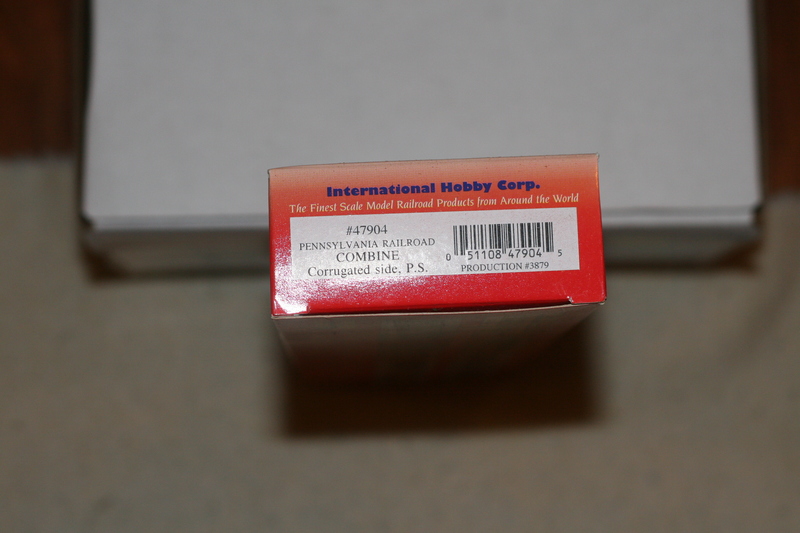 International Hobby Corp.
The Finest Scale Model Railroad Products from Around the World
#47904
PENNSYLVANIA RAILROAD
COMBINE
Corrugated side, P.S.
0 51108 47904 5
PRODUCTION #3879